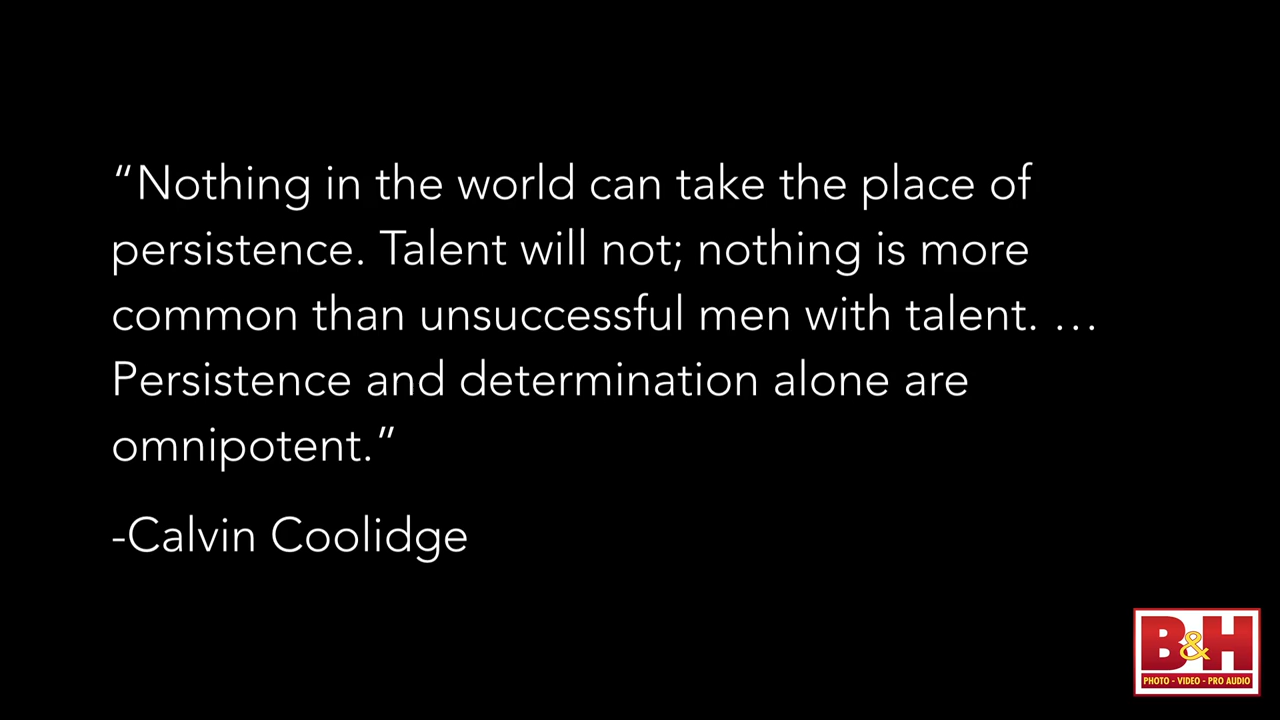 “Nothing in the world can take the place of
persistence. Talent will not; nothing is more
common than unsuccessful men with talent. …
Persistence and determination alone are
omnipotent.”
-Calvin Coolidge
B&H
PHOTO - VIDEO - PRO AUDIO